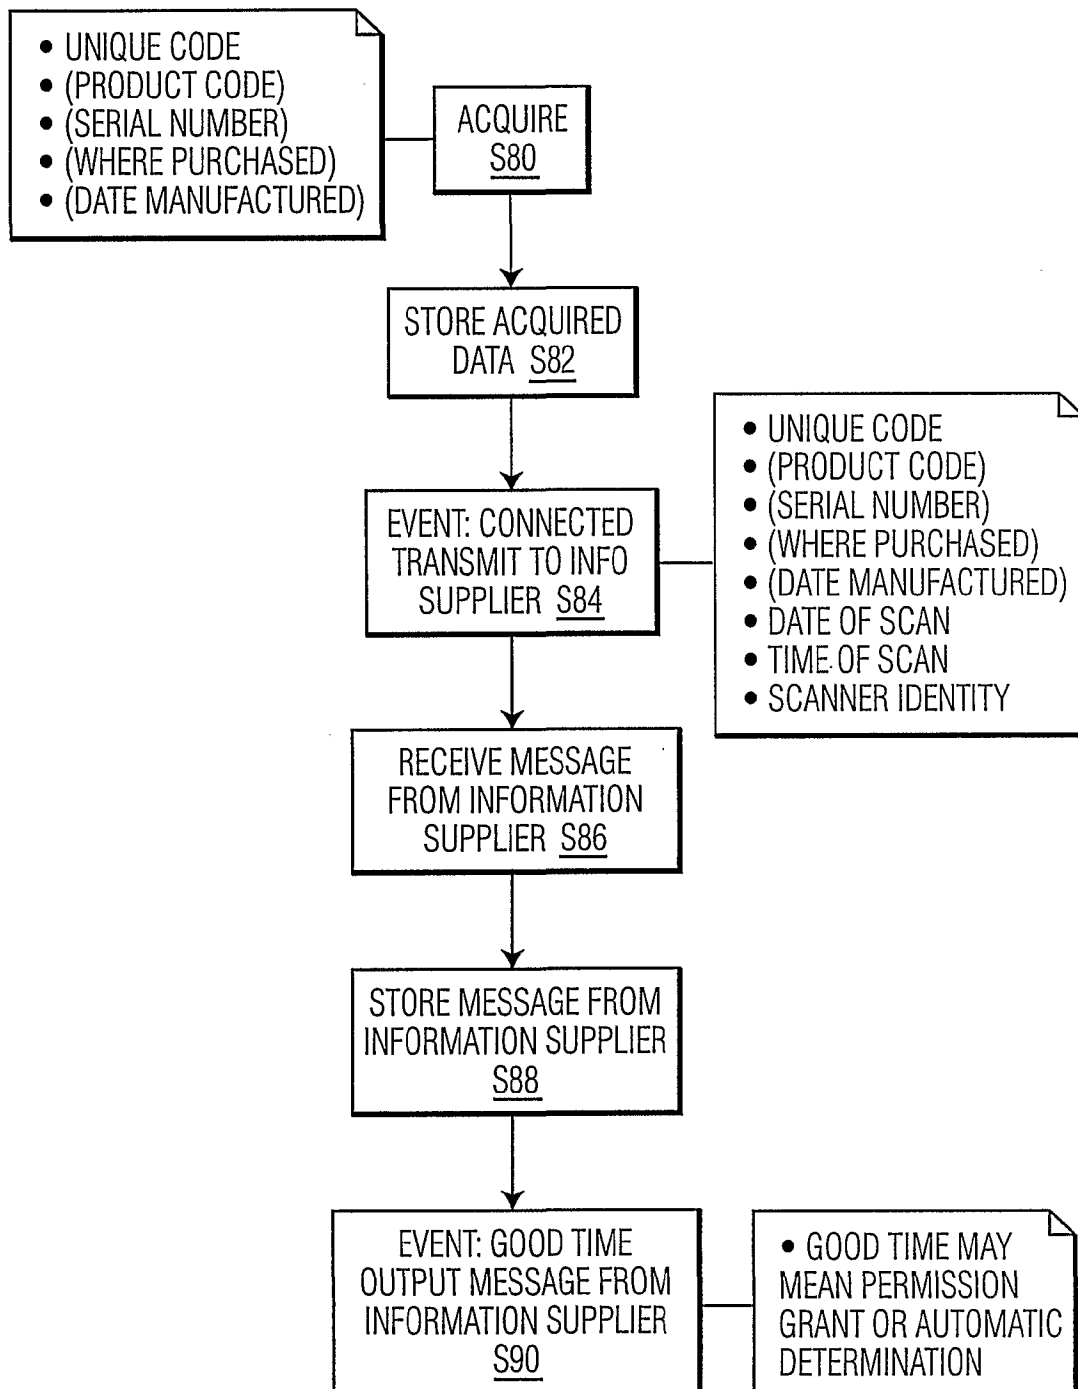 • UNIQUE CODE
• (PRODUCT CODE)
• (SERIAL NUMBER)
• (WHERE PURCHASED)
• (DATE MANUFACTURED)
ACQUIRE
S80
STORE ACQUIRED
DATA S82
EVENT: CONNECTED
TRANSMIT TO INFO
SUPPLIER S84
• UNIQUE CODE
• (PRODUCT CODE)
• (SERIAL NUMBER)
• (WHERE PURCHASED)
• (DATE MANUFACTURED)
• DATE OF SCAN
• TIME OF SCAN
• SCANNER IDENTITY
RECEIVE MESSAGE
FROM INFORMATION
SUPPLIER S86
STORE MESSAGE FROM
INFORMATION SUPPLIER
S88
EVENT: GOOD TIME
OUTPUT MESSAGE FROM
INFORMATION SUPPLIER
S90
• GOOD TIME MAY
MEAN PERMISSION
GRANT OR AUTOMATIC
DETERMINATION